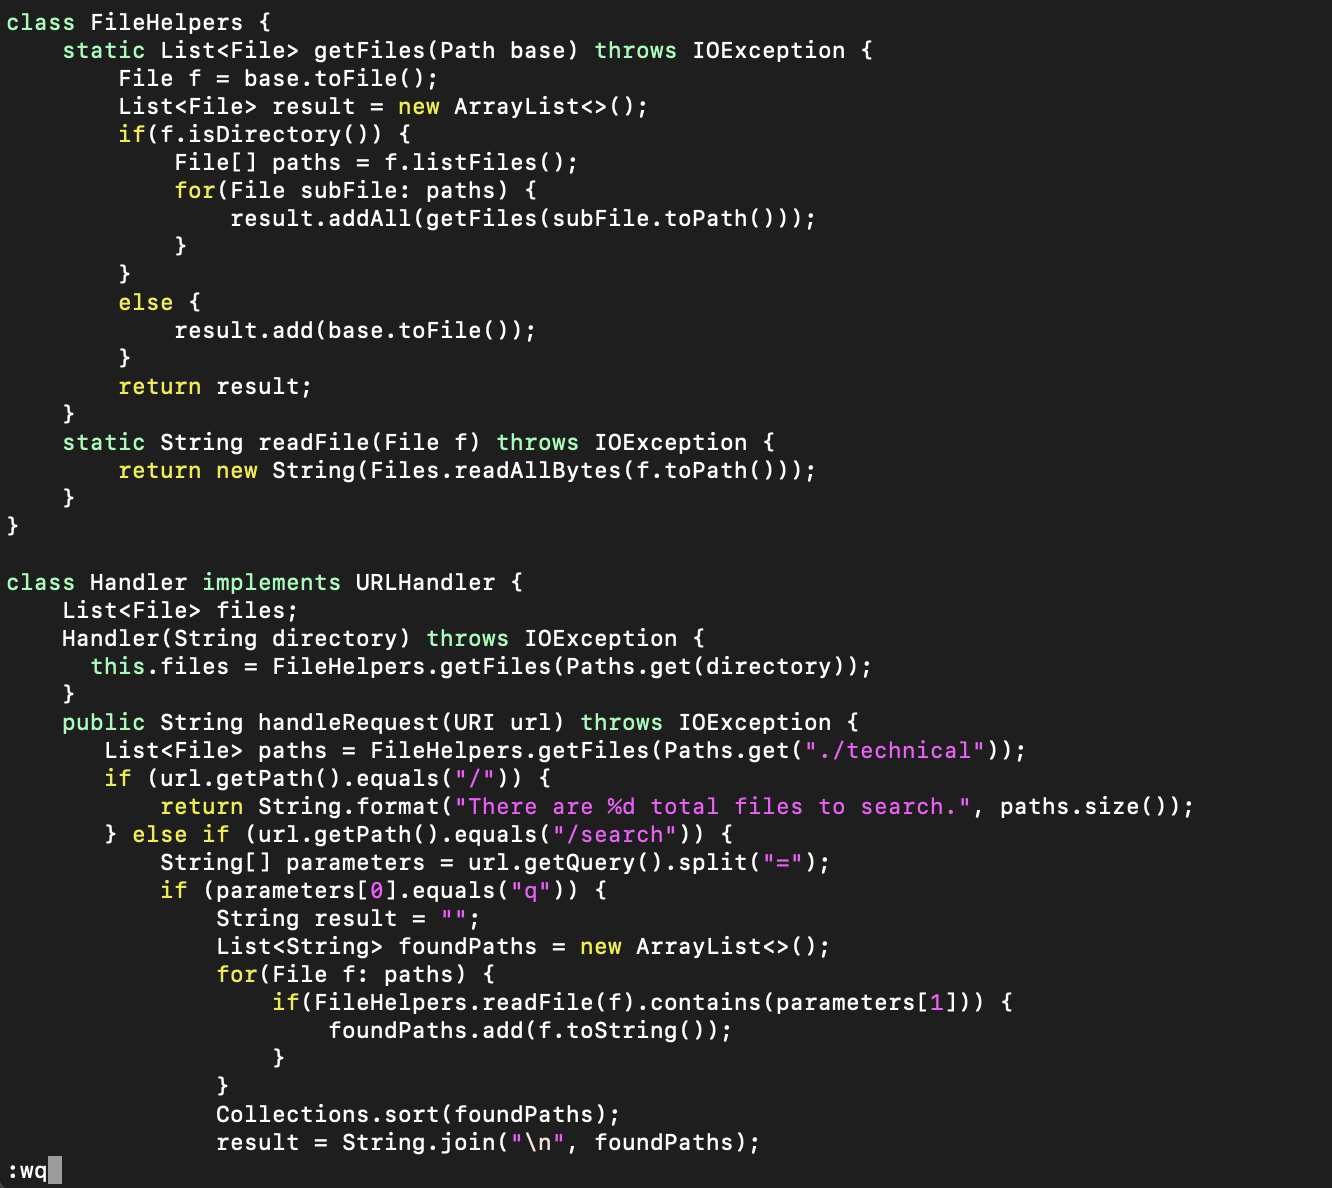 class FileHelpers {
    static List<File> getFiles(Path base) throws IOException {
        File f = base.toFile();
        List<File> result = new ArrayList<>();
        if(f.isDirectory()) {
            File[] paths = f.listFiles();
            for(File subFile: paths) {
                result.addAll(getFiles(subFile.toPath()));
            }
        }
        else {
            result.add(base.toFile());
        }
        return result;
    }
    static String readFile(File f) throws IOException {
        return new String(Files.readAllBytes(f.toPath()));
    }
}

class Handler implements URLHandler {
    List<File> files;
    Handler(String directory) throws IOException {
      this.files = FileHelpers.getFiles(Paths.get(directory));
    }
    public String handleRequest(URI url) throws IOException {
       List<File> paths = FileHelpers.getFiles(Paths.get("./technical"));
       if (url.getPath().equals("/")) {
           return String.format("There are %d total files to search.", paths.size());
       } else if (url.getPath().equals("/search")) {
           String[] parameters = url.getQuery().split("=");
           if (parameters[0].equals("q")) {
               String result = "";
               List<String> foundPaths = new ArrayList<>();
               for(File f: paths) {
                   if(FileHelpers.readFile(f).contains(parameters[1])) {
                       foundPaths.add(f.toString());
                   }
               }
               Collections.sort(foundPaths);
               result = String.join("\n", foundPaths);
:wq